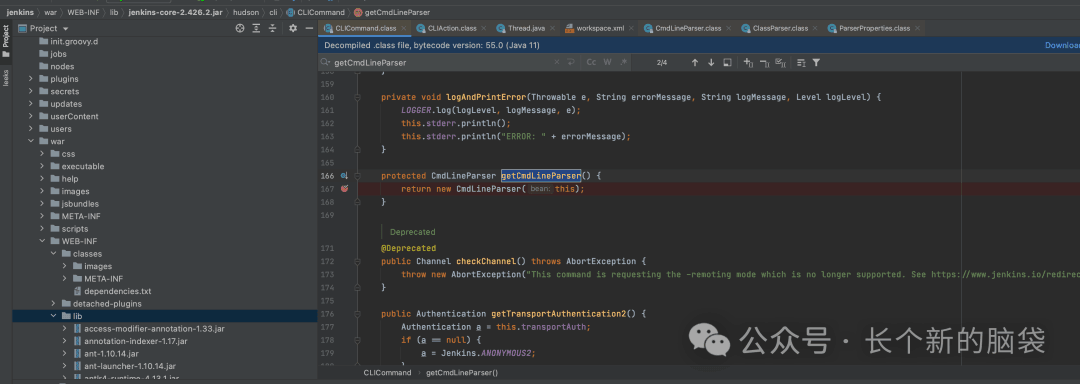 jenkins › war › WEB-INF › lib › jenkins-core-2.426.2.jar › hudson › cli › CLICommand › getCmdLineParser
Project
CLICommand.class
CLIAction.class
Thread.java
workspace.xml
CmdLineParser.class
ClassParser.class
ParserProperties.class
Project
leeks
init.groovy.d
jobs
nodes
plugins
secrets
updates
userContent
users
war
css
executable
help
images
jsbundles
META-INF
scripts
WEB-INF
classes
images
META-INF
dependencies.txt
detached-plugins
lib
access-modifier-annotation-1.33.jar
annotation-indexer-1.17.jar
ant-1.10.14.jar
ant-launcher-1.10.14.jar
antlr4-runtime-4.13.1.jar
Decompiled .class file, bytecode version: 55.0 (Java 11)
Downloa
getCmdLineParser
Cc W .*
2/4
159
160 private void logAndPrintError(Throwable e, String errorMessage, String logMessage, Level logLevel) {
161 LOGGER.log(logLevel, logMessage, e);
162 this.stderr.println();
163 this.stderr.println("ERROR: " + errorMessage);
164 }
165
166 protected CmdLineParser getCmdLineParser() {
167 return new CmdLineParser( bean: this);
168 }
169
Deprecated
171 @Deprecated
172 public Channel checkChannel() throws AbortException {
173 throw new AbortException("This command is requesting the -remoting mode which is no longer supported. See https://www.jenkins.io/redirec
174 }
175
176 public Authentication getTransportAuthentication2() {
177 Authentication a = this.transportAuth;
178 if (a == null) {
179 a = Jenkins.ANONYMOUS2;
CLICommand › getCmdLineParser()
公众号 · 长个新的脑袋